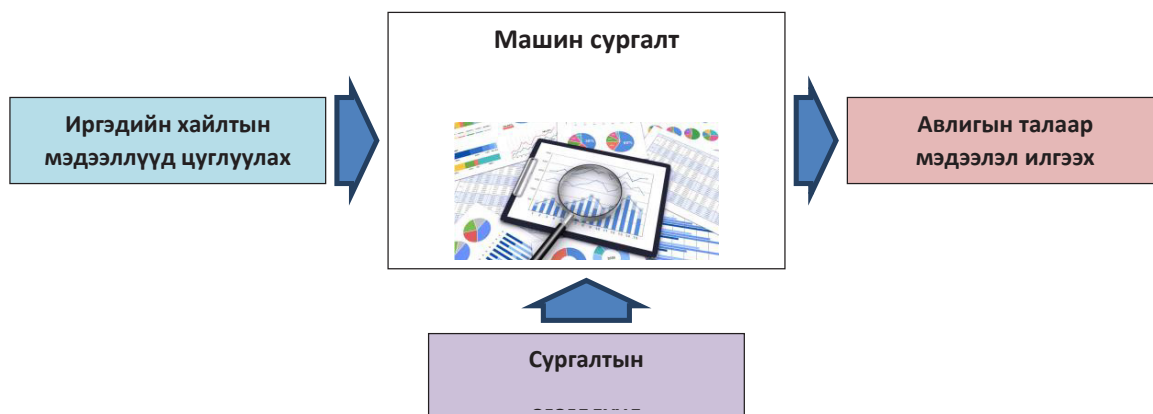 Машин сургалт
Иргэдийн хайлтын
мэдээллүүд цуглуулах
Авлигын талаар
мэдээлэл илгээх
Сургалтын